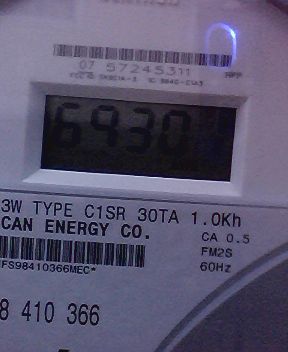 07 57245311
69301
3W TYPE C1SR 30TA 1.0Kh
CAN ENERGY CO.
CA 0.5
FM2S
60Hz
FS98410366MEC*
8 410 366